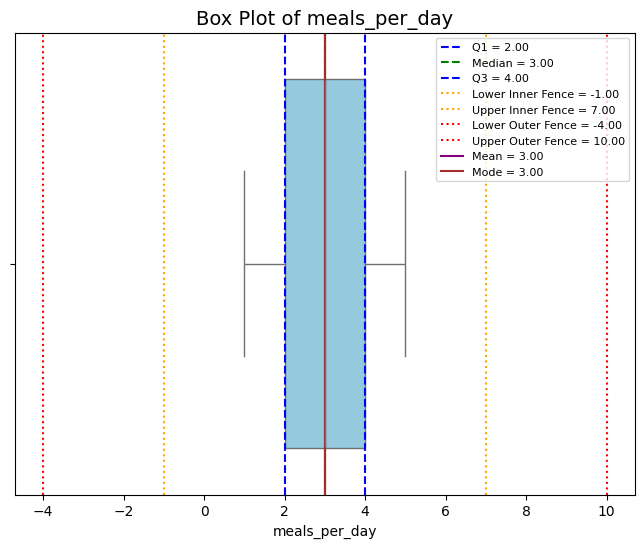 Box Plot of meals_per_day
Q1 = 2.00
Median = 3.00
Q3 = 4.00
Lower Inner Fence = -1.00
Upper Inner Fence = 7.00
Lower Outer Fence = -4.00
Upper Outer Fence = 10.00
Mean = 3.00
Mode = 3.00
−4 −2 0 2 4 6 8 10
meals_per_day